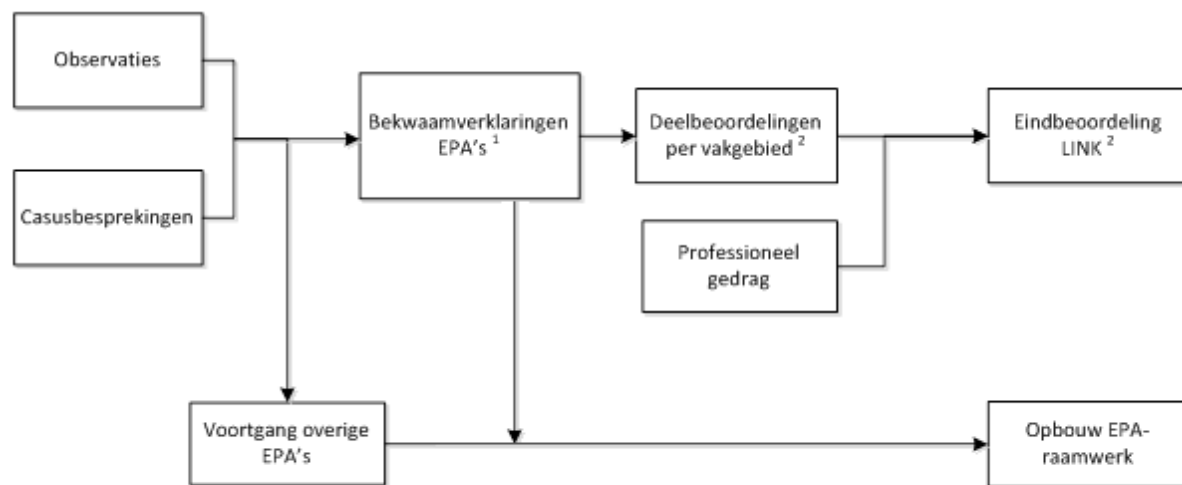 Observaties
Casusbesprekingen
Bekwaamverklaringen
EPA's ¹
Deelbeoordelingen
per vakgebied ²
Eindbeoordeling
LINK ²
Professioneel
gedrag
Voortgang overige
EPA's
Opbouw EPA-
raamwerk